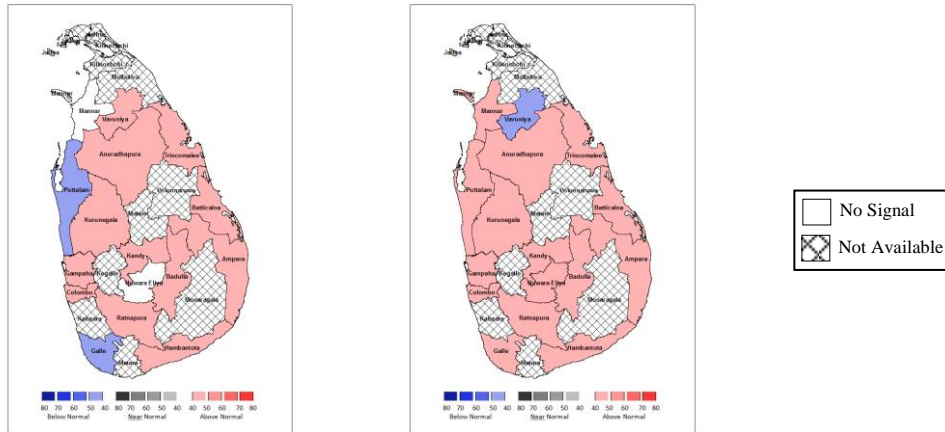 Jaffna
Kilinochchi
Kilinochchi
Mullaitivu
Mannar
Mannar
Vavuniya
Anuradhapura
Trincomalee
Puttalam
Polonnaruwa
Matale
Batticaloa
Kurunegala
Kandy
Ampara
Gampaha
Kegalle
Nuwara Eliya
Badulla
Colombo
Monaragala
Ratnapura
Kalutara
Galle
Matara
Hambantota
80 70 60 50 40
Below Normal
80 70 60 50 40
Near Normal
40 50 60 70 80
Above Normal
Jaffna
Kilinochchi
Kilinochchi
Mullaitivu
Mannar
Mannar
Vavuniya
Anuradhapura
Trincomalee
Puttalam
Polonnaruwa
Matale
Batticaloa
Kurunegala
Kandy
Ampara
Gampaha
Kegalle
Nuwara Eliya
Badulla
Colombo
Monaragala
Ratnapura
Kalutara
Galle
Matara
Hambantota
80 70 60 50 40
Below Normal
80 70 60 50 40
Near Normal
40 50 60 70 80
Above Normal
No Signal
Not Available